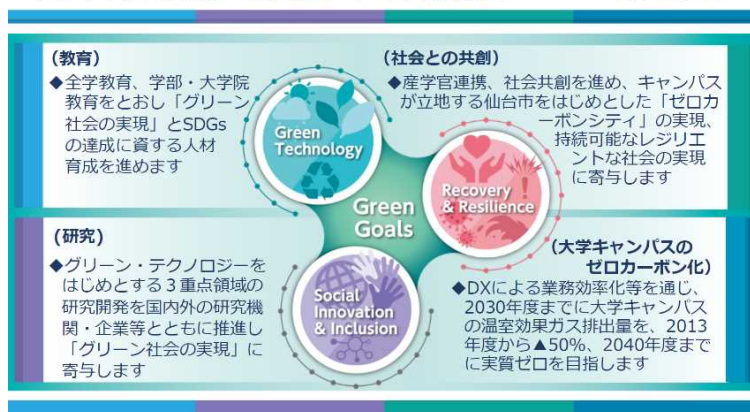 (教育)
◆全学教育、学部・大学院
教育をとおし「グリーン
社会の実現」とSDGs
の達成に資する人材
育成を進めます
(社会との共創)
◆産学官連携、社会共創を進め、キャンパス
が立地する仙台市をはじめとした「ゼロカ
ーボンシティ」の実現、
持続可能なレジリエ
ントな社会の実現
に寄与します
Green
Technology
Recovery
& Resilience
Green
Goals
Social
Innovation
& Inclusion
(研究)
◆グリーン・テクノロジーを
はじめとする3重点領域の
研究開発を国内外の研究機
関・企業等とともに推進し
「グリーン社会の実現」に
寄与します
(大学キャンパスの
ゼロカーボン化)
◆DXによる業務効率化等を通じ、
2030年度までに大学キャンパス
の温室効果ガス排出量を、2013
年度から▲50%、2040年度まで
に実質ゼロを目指します